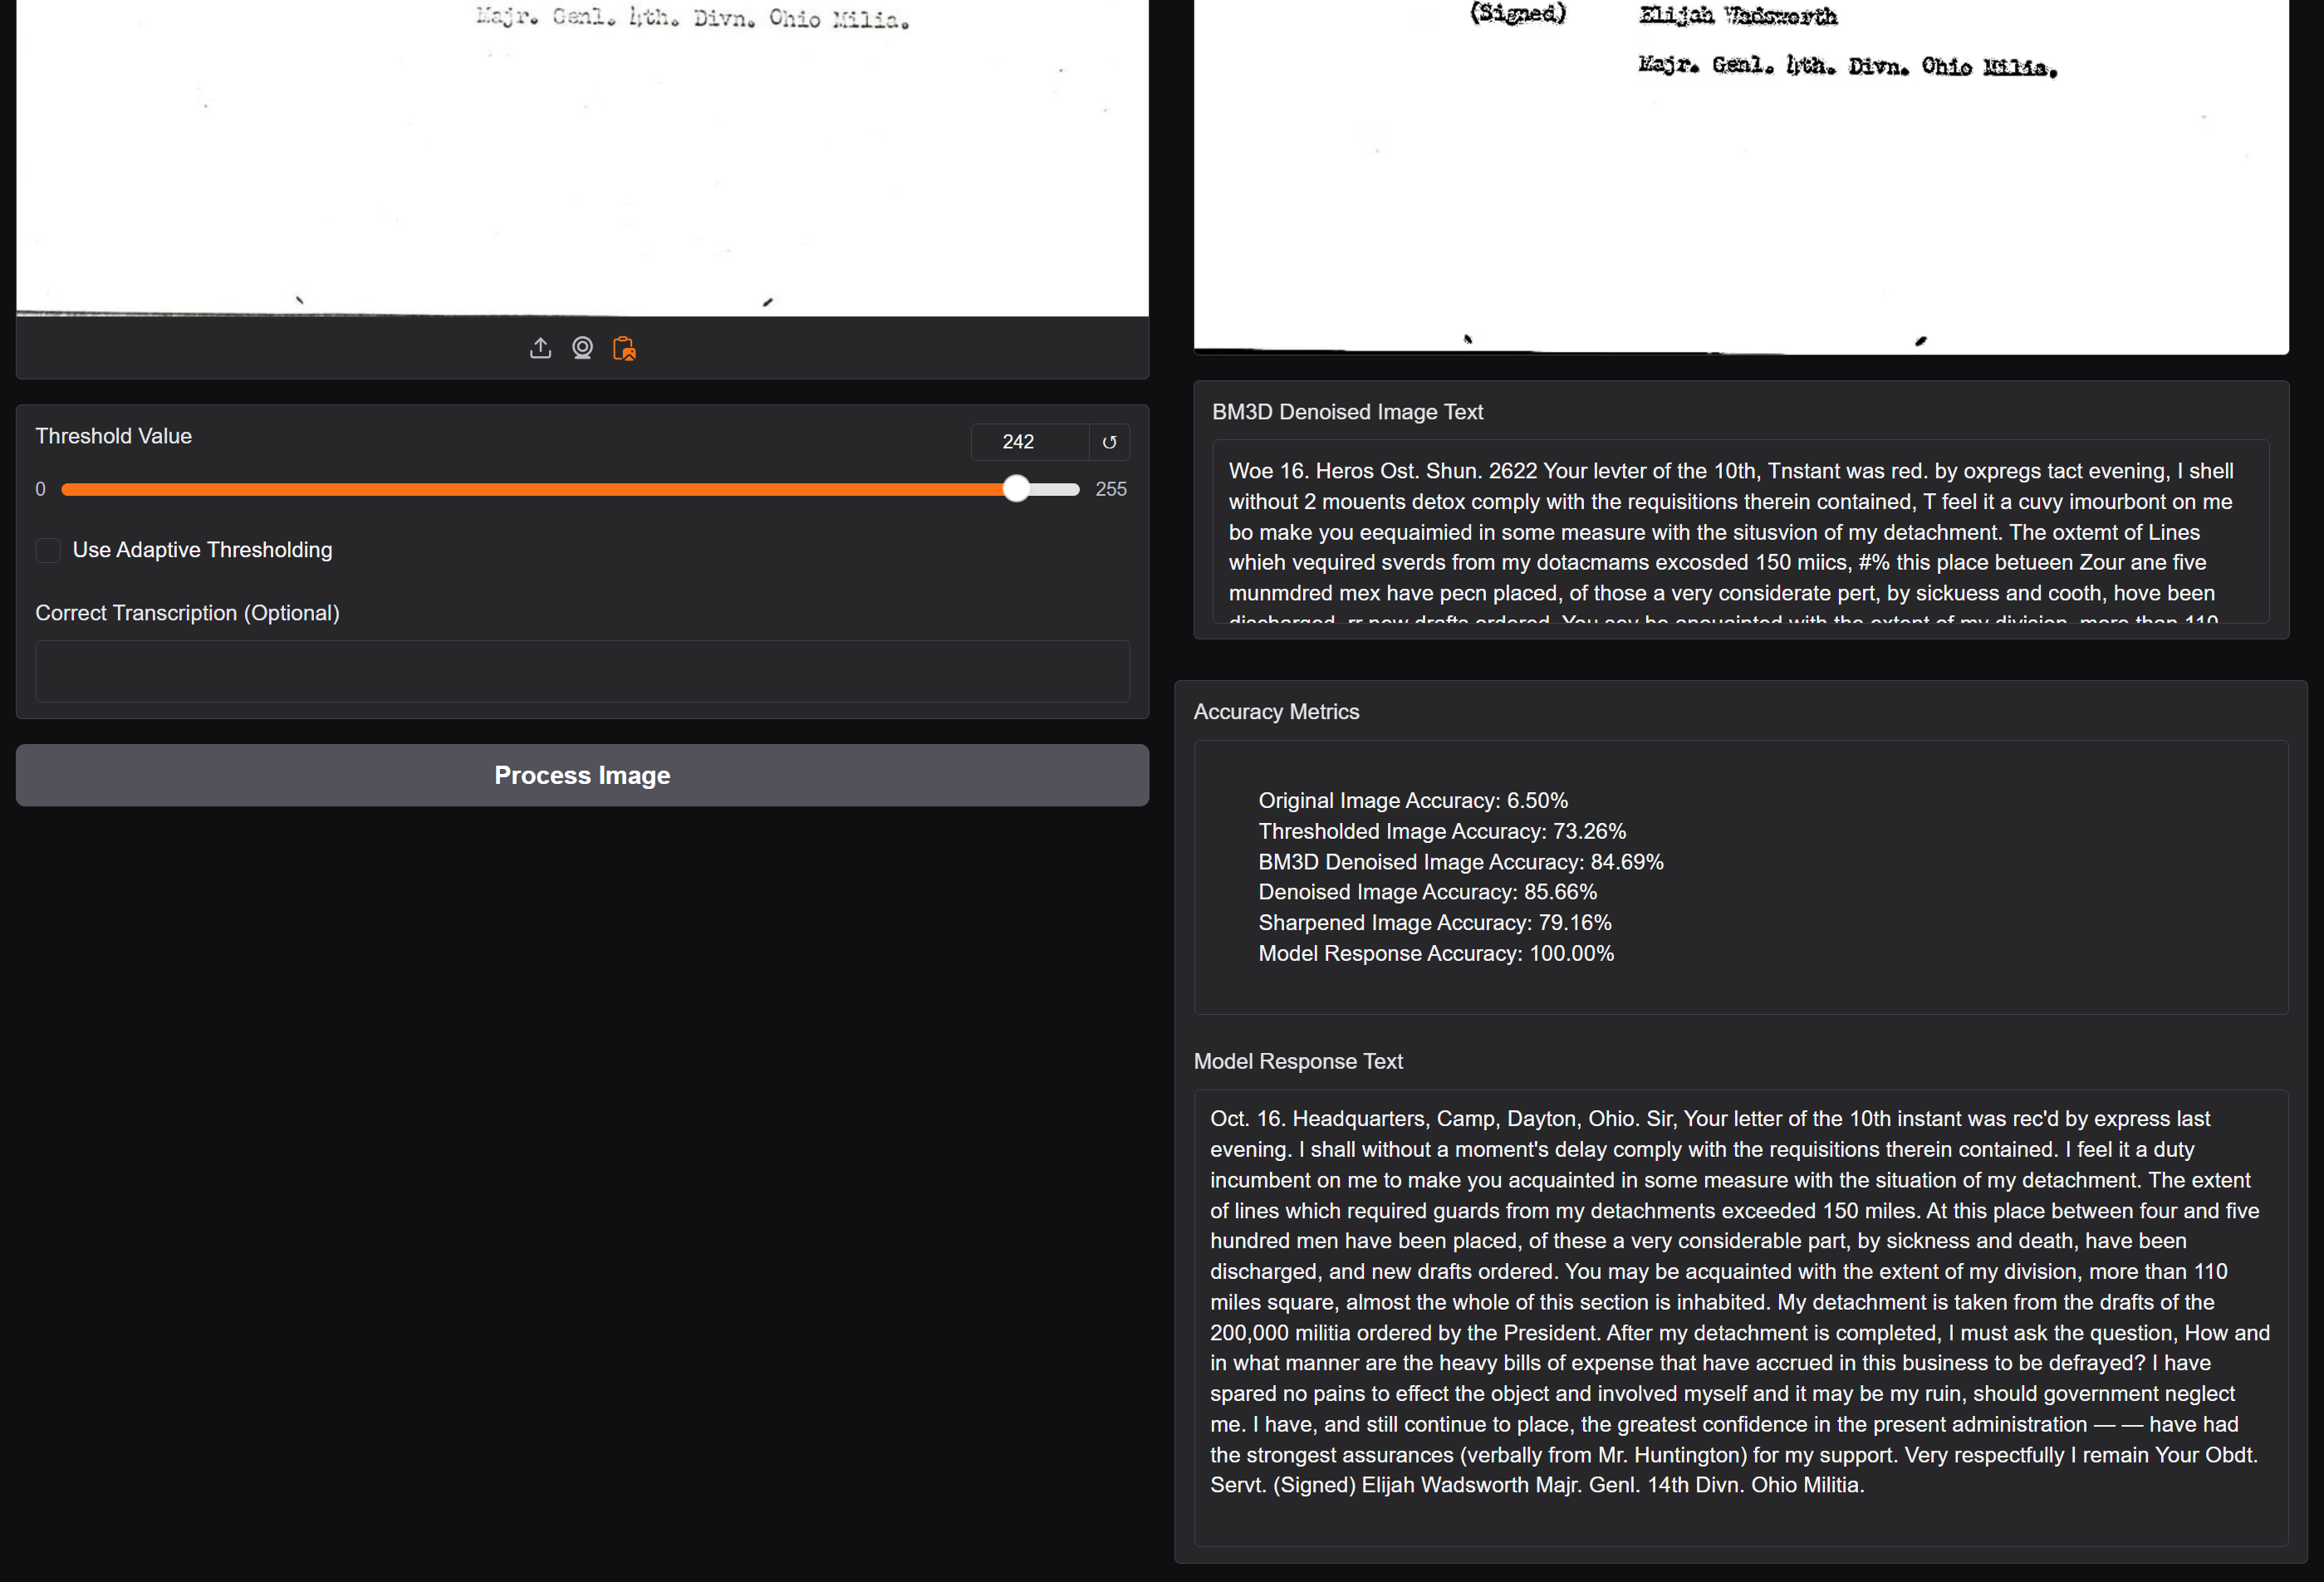 Majr. Genl. 4th. Divn. Ohio Milia.
(Signed) Elijah Wadsworth
Majr. Genl. 4th. Divn. Ohio Milia.
Threshold Value
242
0
255
Use Adaptive Thresholding
Correct Transcription (Optional)
Process Image
BM3D Denoised Image Text
Woe 16. Heros Ost. Shun. 2622 Your levter of the 10th, Tnstant was red. by oxpregs tact evening, I shell
without 2 mouents detox comply with the requisitions therein contained, T feel it a cuvy imourbont on me
bo make you eequaimied in some measure with the situsvion of my detachment. The oxtemt of Lines
whieh vequired sverds from my dotacmams excosded 150 miics, #% this place betueen Zour ane five
munmdred mex have pecn placed, of those a very considerate pert, by sickuess and cooth, hove been
discharged, rr new drafts ordered. You soy be anquainted with the extent of my division, more than 110
Accuracy Metrics
Original Image Accuracy: 6.50%
Thresholded Image Accuracy: 73.26%
BM3D Denoised Image Accuracy: 84.69%
Denoised Image Accuracy: 85.66%
Sharpened Image Accuracy: 79.16%
Model Response Accuracy: 100.00%
Model Response Text
Oct. 16. Headquarters, Camp, Dayton, Ohio. Sir, Your letter of the 10th instant was rec'd by express last
evening. I shall without a moment's delay comply with the requisitions therein contained. I feel it a duty
incumbent on me to make you acquainted in some measure with the situation of my detachment. The extent
of lines which required guards from my detachments exceeded 150 miles. At this place between four and five
hundred men have been placed, of these a very considerable part, by sickness and death, have been
discharged, and new drafts ordered. You may be acquainted with the extent of my division, more than 110
miles square, almost the whole of this section is inhabited. My detachment is taken from the drafts of the
200,000 militia ordered by the President. After my detachment is completed, I must ask the question, How and
in what manner are the heavy bills of expense that have accrued in this business to be defrayed? I have
spared no pains to effect the object and involved myself and it may be my ruin, should government neglect
me. I have, and still continue to place, the greatest confidence in the present administration — — have had
the strongest assurances (verbally from Mr. Huntington) for my support. Very respectfully I remain Your Obdt.
Servt. (Signed) Elijah Wadsworth Majr. Genl. 14th Divn. Ohio Militia.